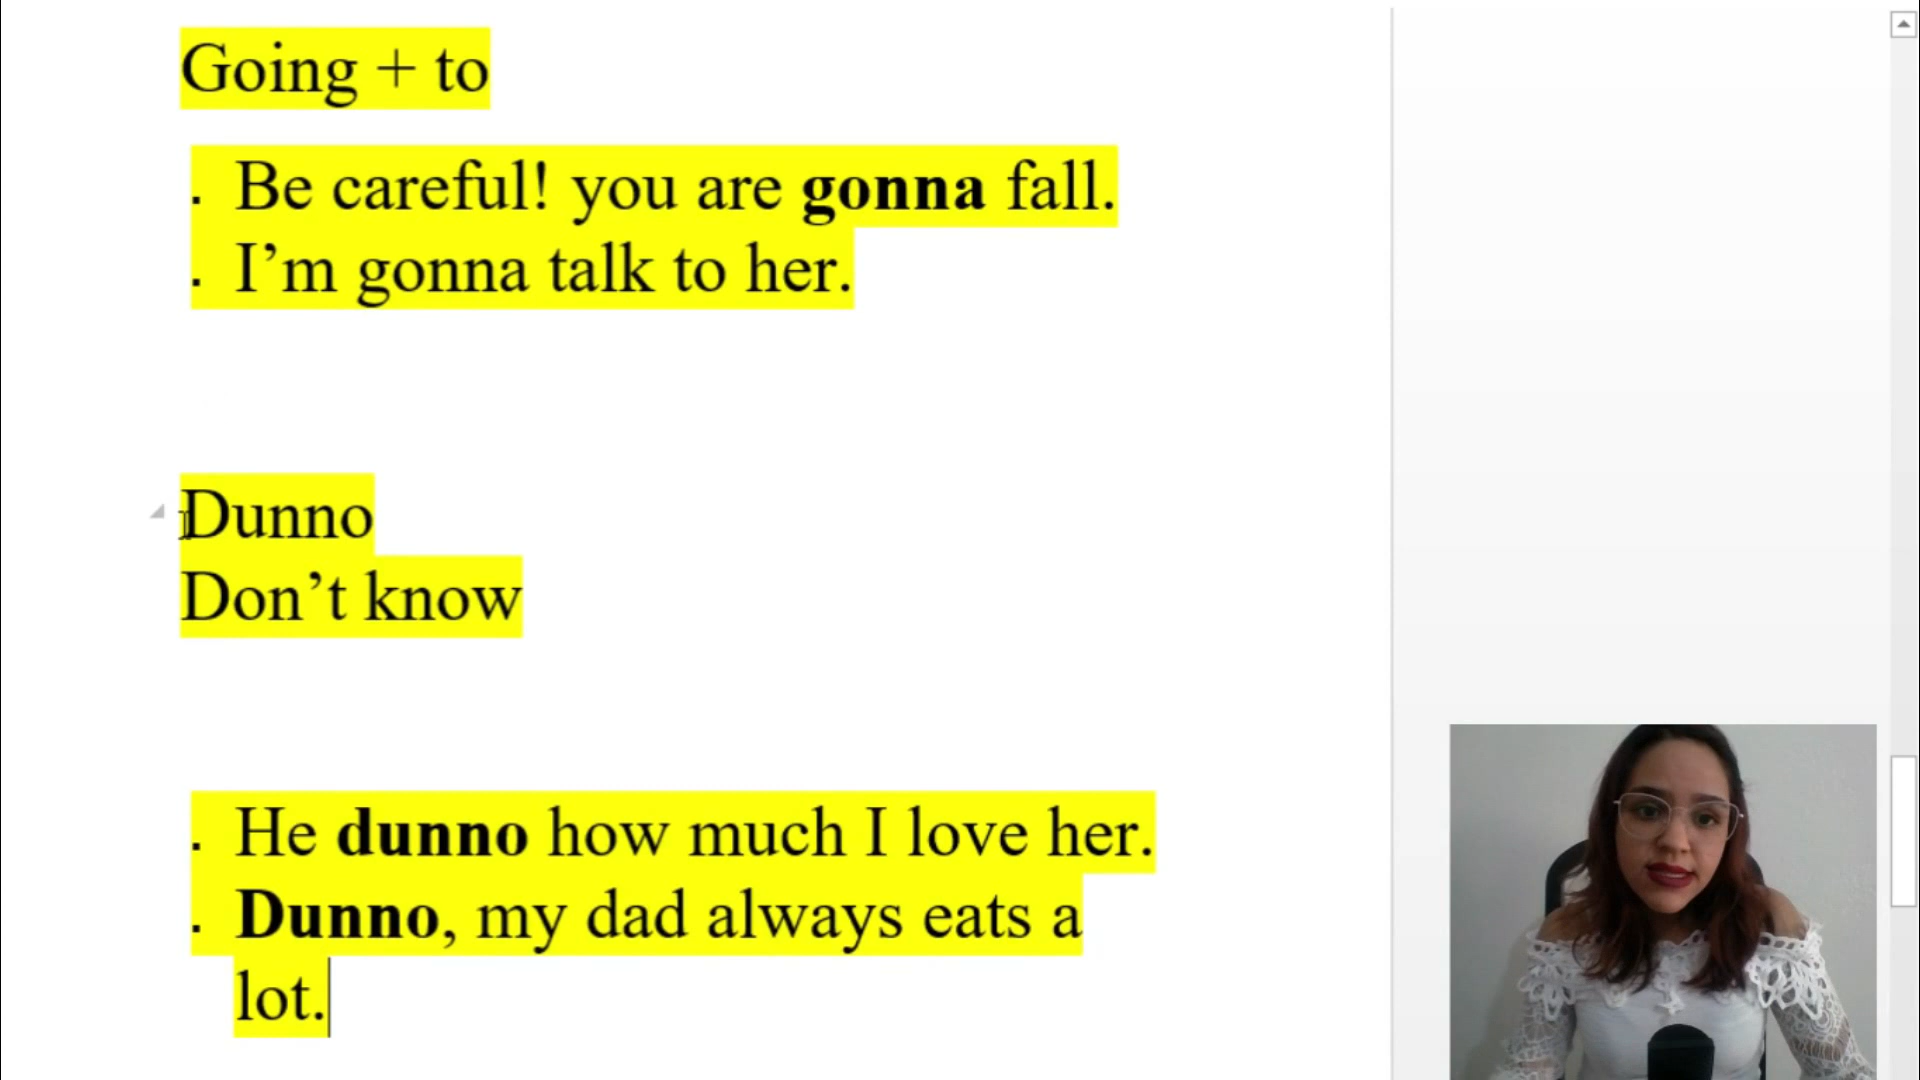 Going + to
Be careful! you are gonna fall.
I’m gonna talk to her.
Dunno
Don’t know
He dunno how much I love her.
Dunno, my dad always eats a
lot.